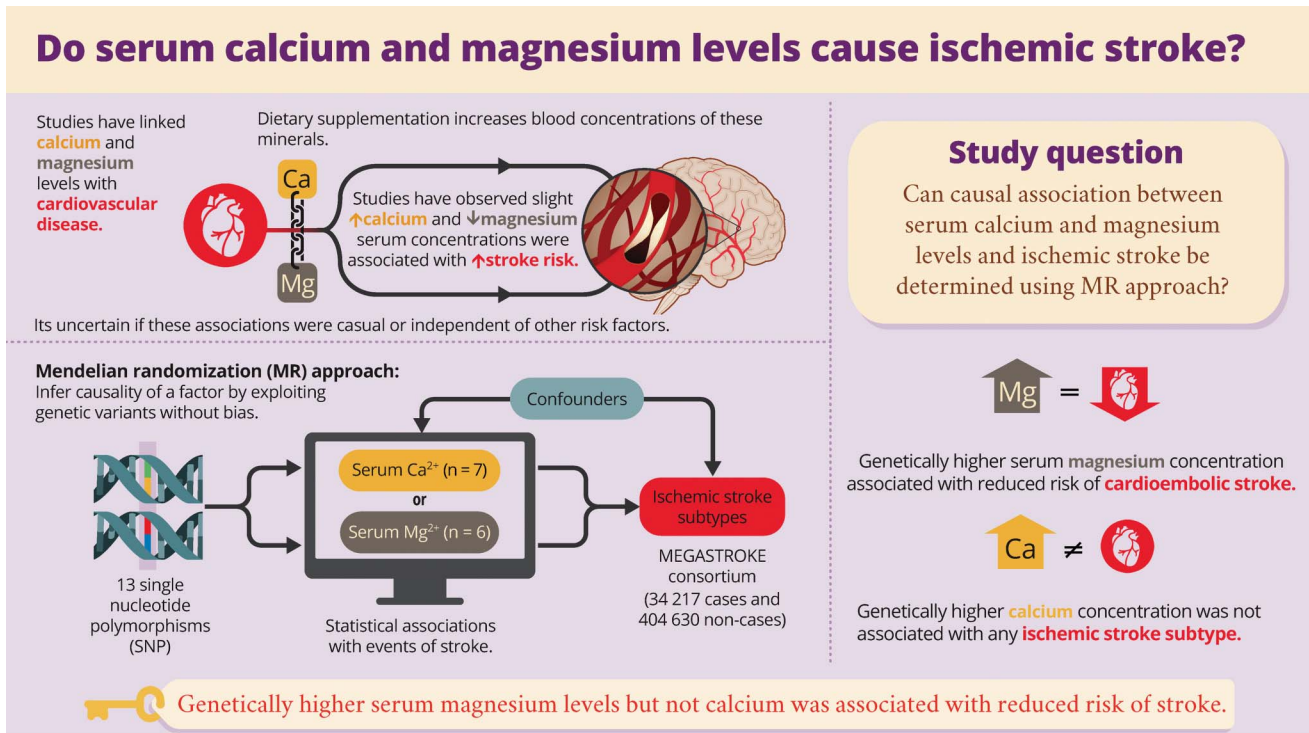 Do serum calcium and magnesium levels cause ischemic stroke?
Studies have linked
calcium and
magnesium
levels with
cardiovascular
disease.
Dietary supplementation increases blood concentrations of these
minerals.
Ca
Mg
Studies have observed slight
↑calcium and ↓magnesium
serum concentrations were
associated with ↑stroke risk.
Its uncertain if these associations were casual or independent of other risk factors.
Mendelian randomization (MR) approach:
Infer causality of a factor by exploiting
genetic variants without bias.
13 single
nucleotide
polymorphisms
(SNP)
Confounders
Serum Ca²⁺ (n = 7)
or
Serum Mg²⁺ (n = 6)
Statistical associations
with events of stroke.
Ischemic stroke
subtypes
MEGASTROKE
consortium
(34 217 cases and
404 630 non-cases)
Study question
Can causal association between
serum calcium and magnesium
levels and ischemic stroke be
determined using MR approach?
Mg =
Genetically higher serum magnesium concentration
associated with reduced risk of cardioembolic stroke.
Ca ≠
Genetically higher calcium concentration was not
associated with any ischemic stroke subtype.
Genetically higher serum magnesium levels but not calcium was associated with reduced risk of stroke.